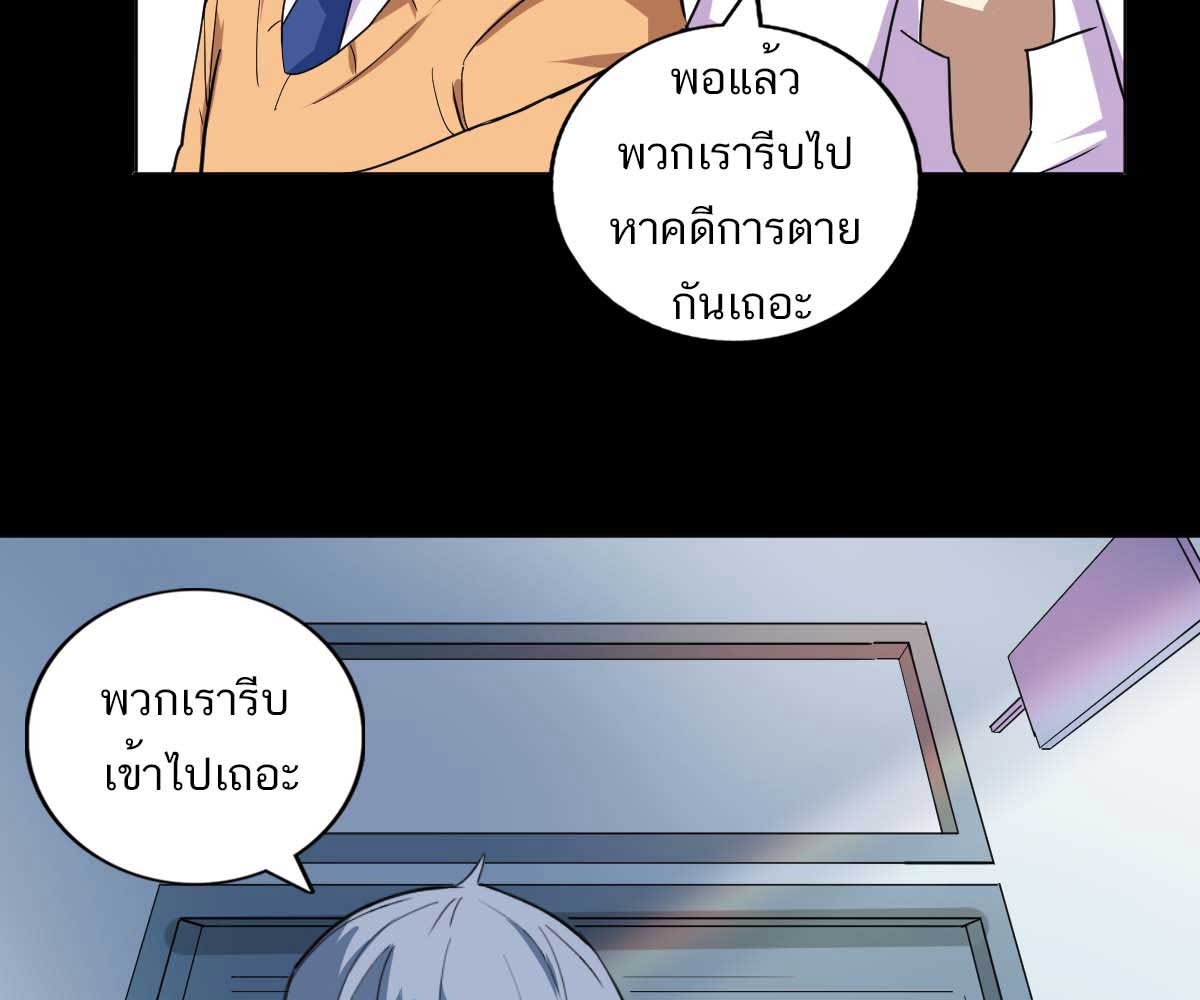 พอแล้ว
พวกเรารีบไป
หาคดีการตาย
กันเถอะ
พวกเรารีบ
เข้าไปเถอะ